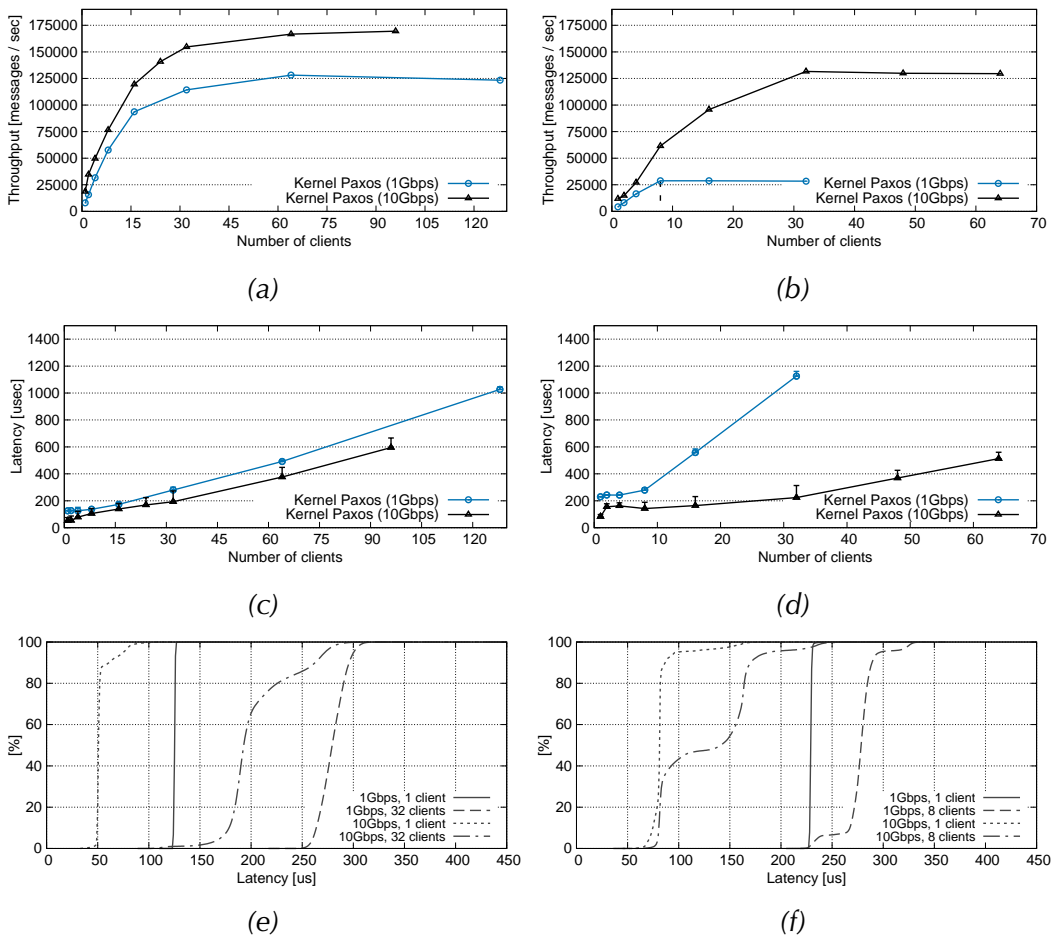 Throughput [messages / sec]
175000
150000
125000
100000
75000
50000
25000
0
Kernel Paxos (1Gbps)
Kernel Paxos (10Gbps)
0 15 30 45 60 75 90 105 120
Number of clients
(a)
Throughput [messages / sec]
175000
150000
125000
100000
75000
50000
25000
0
Kernel Paxos (1Gbps)
Kernel Paxos (10Gbps)
0 10 20 30 40 50 60 70
Number of clients
(b)
Latency [usec]
1400
1200
1000
800
600
400
200
0
Kernel Paxos (1Gbps)
Kernel Paxos (10Gbps)
0 15 30 45 60 75 90 105 120
Number of clients
(c)
Latency [usec]
1400
1200
1000
800
600
400
200
0
Kernel Paxos (1Gbps)
Kernel Paxos (10Gbps)
0 10 20 30 40 50 60 70
Number of clients
(d)
[%]
100
80
60
40
20
0
1Gbps, 1 client
1Gbps, 32 clients
10Gbps, 1 client
10Gbps, 32 clients
0 50 100 150 200 250 300 350 400 450
Latency [us]
(e)
[%]
100
80
60
40
20
0
1Gbps, 1 client
1Gbps, 8 clients
10Gbps, 1 client
10Gbps, 8 clients
0 50 100 150 200 250 300 350 400 450
Latency [us]
(f)